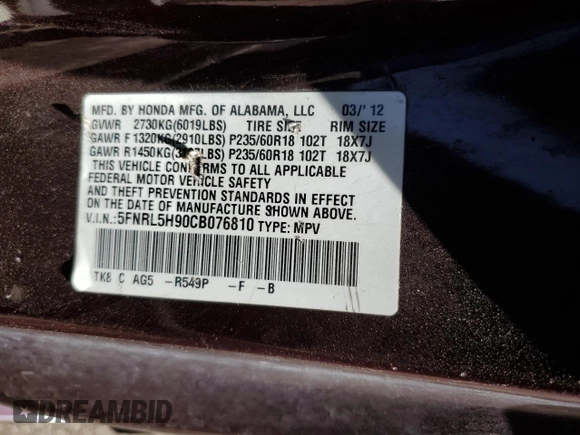 MFD. BY HONDA MFG. OF ALABAMA, LLC 03/'12
GVWR 2730KG(6019LBS) TIRE SIZE RIM SIZE
GAWR F1320KG(2910LBS) P235/60R18 102T 18X7J
GAWR R1450KG( LBS) P235/60R18 102T 18X7J
THIS VEHICLE CONFORMS TO ALL APPLICABLE
FEDERAL MOTOR VEHICLE SAFETY
AND THEFT PREVENTION STANDARDS IN EFFECT
ON THE DATE OF MANUFACTURE SHOWN ABOVE.
V.I.N.:5FNRL5H90CB076810 TYPE: MPV
TK8 C AG5 -R549P -F -B
DREAMBID